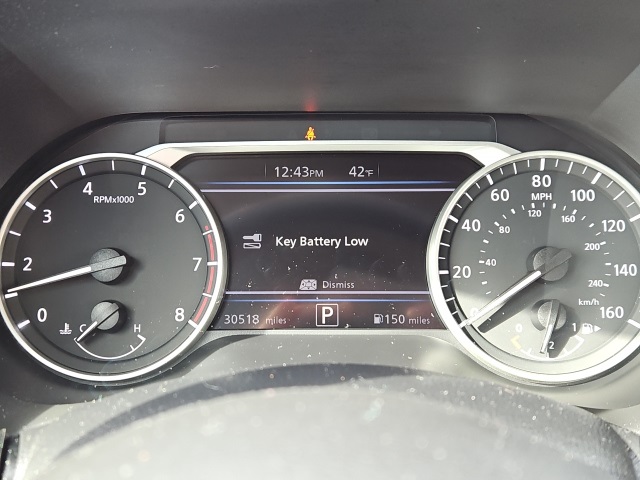 12:43PM 42°F
4 5
RPMx1000
3 6
2 7
1
0 8
C H
Key Battery Low
Dismiss
30518 miles P 150 miles
80
MPH
60 100
120 160
40 120
80 200
20 140
40 240
km/h
0 160
0 1
2